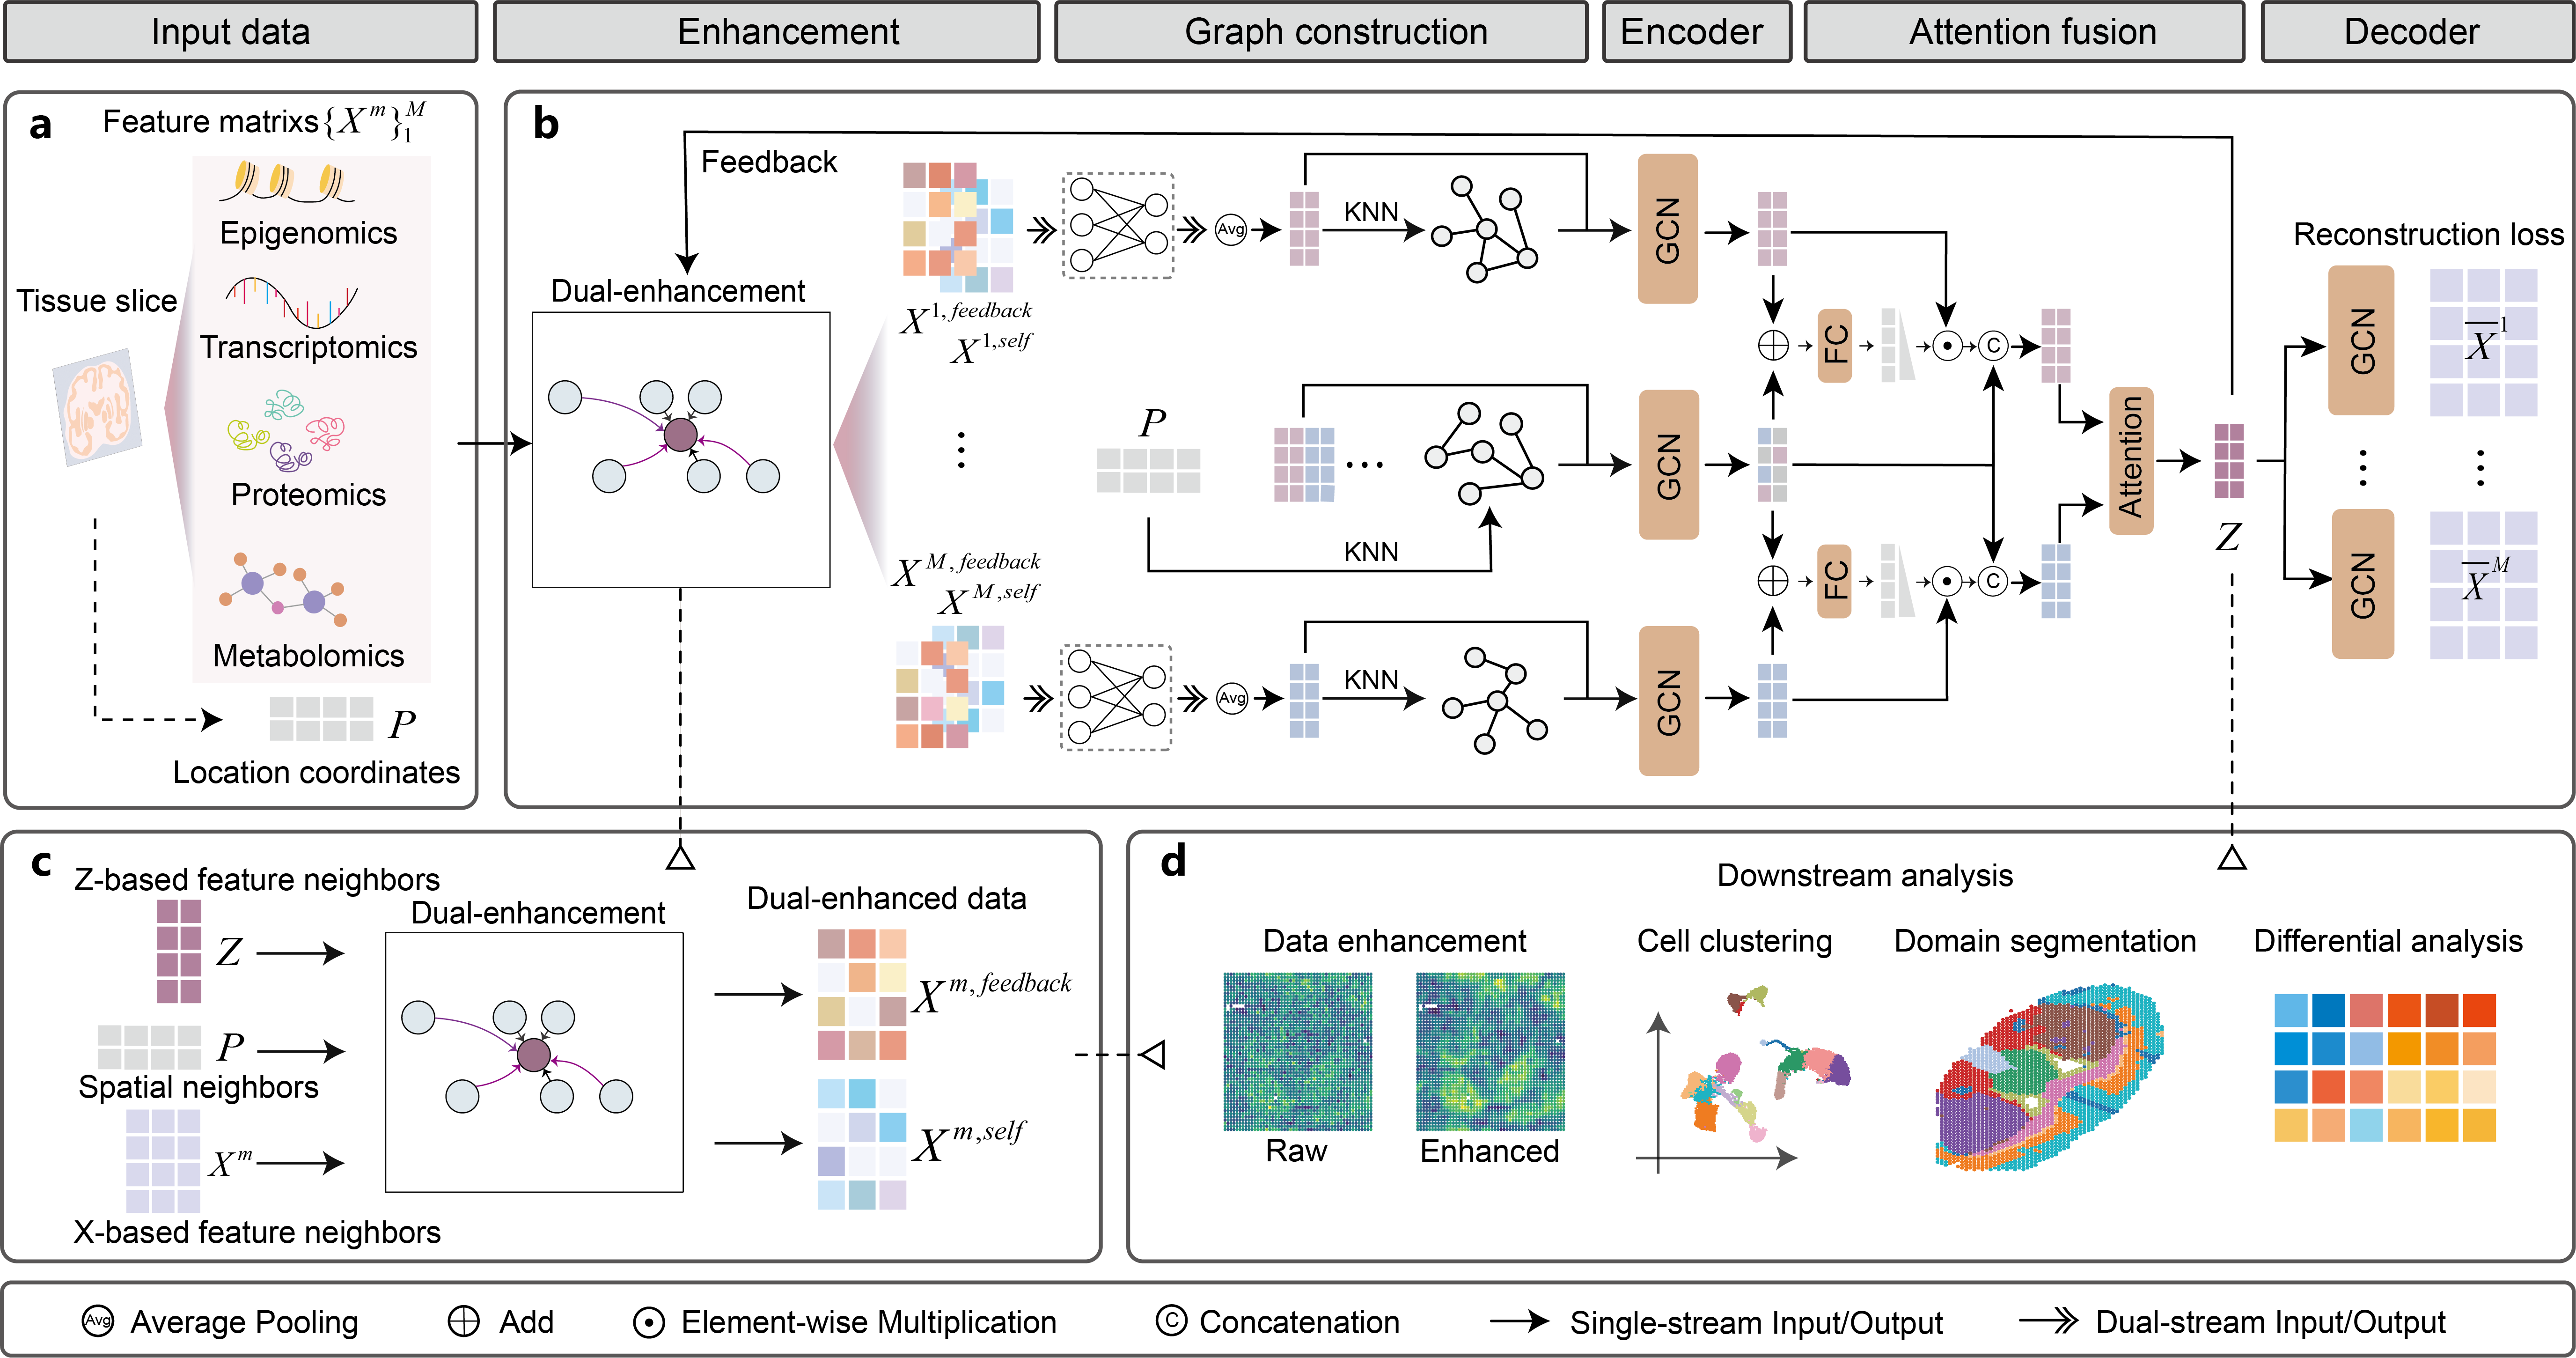 Input data
Enhancement
Graph construction
Encoder
Attention fusion
Decoder
a
Feature matrixs {X^m}_1^M
Epigenomics
Tissue slice
Transcriptomics
Proteomics
Metabolomics
P
Location coordinates
b
Feedback
Dual-enhancement
X^{1,feedback}
X^{1,self}
Avg
KNN
GCN
FC
C
P
KNN
GCN
X^{M,feedback}
X^{M,self}
Avg
KNN
GCN
FC
C
Attention
Z
Reconstruction loss
GCN
X̅^1
GCN
X̅^M
c
Z-based feature neighbors
Z
P
Spatial neighbors
X^m
X-based feature neighbors
Dual-enhancement
Dual-enhanced data
X^{m,feedback}
X^{m,self}
d
Downstream analysis
Data enhancement
Raw
Enhanced
Cell clustering
Domain segmentation
Differential analysis
Avg Average Pooling
Add
Element-wise Multiplication
C Concatenation
Single-stream Input/Output
Dual-stream Input/Output